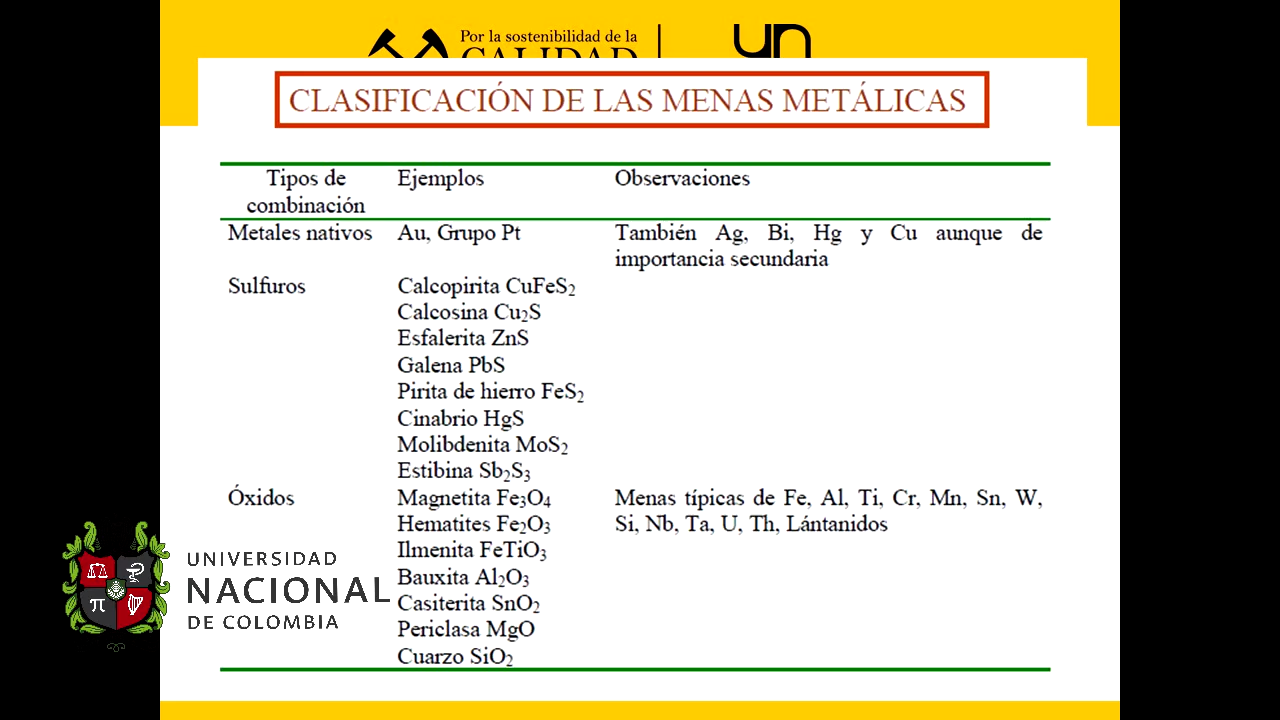 Por la sostenibilidad de la
CALIDAD
un
CLASIFICACIÓN DE LAS MENAS METÁLICAS
Tipos de combinación Ejemplos Observaciones
Metales nativos Au, Grupo Pt También Ag, Bi, Hg y Cu aunque de
importancia secundaria
Sulfuros Calcopirita CuFeS₂
Calcosina Cu₂S
Esfalerita ZnS
Galena PbS
Pirita de hierro FeS₂
Cinabrio HgS
Molibdenita MoS₂
Estibina Sb₂S₃
Óxidos Magnetita Fe₃O₄ Menas típicas de Fe, Al, Ti, Cr, Mn, Sn, W,
Hematites Fe₂O₃ Si, Nb, Ta, U, Th, Lántanidos
Ilmenita FeTiO₃
Bauxita Al₂O₃
Casiterita SnO₂
Periclasa MgO
Cuarzo SiO₂
UNIVERSIDAD
NACIONAL
DE COLOMBIA